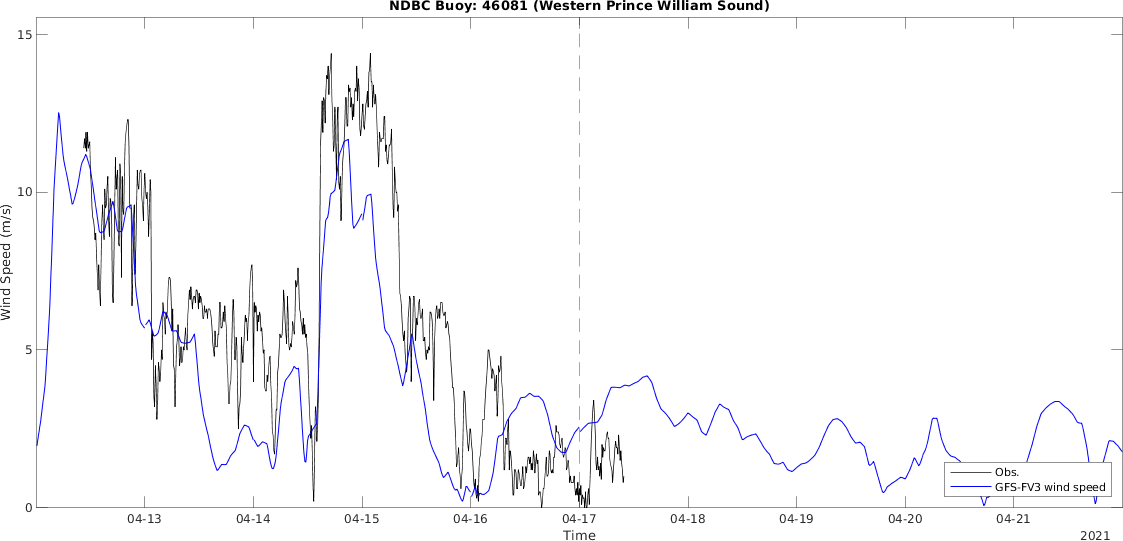 NDBC Buoy: 46081 (Western Prince William Sound)
15
10
5
0
Wind Speed (m/s)
04-13 04-14 04-15 04-16 04-17 04-18 04-19 04-20 04-21
Time
2021
Obs.
GFS-FV3 wind speed